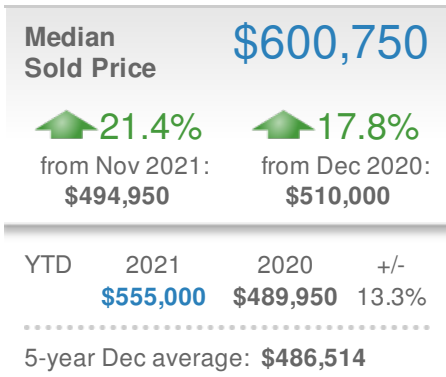 Median $600,750
Sold Price
21.4% 17.8%
from Nov 2021: from Dec 2020:
$494,950 $510,000
YTD 2021 2020 +/-
$555,000 $489,950 13.3%
5-year Dec average: $486,514